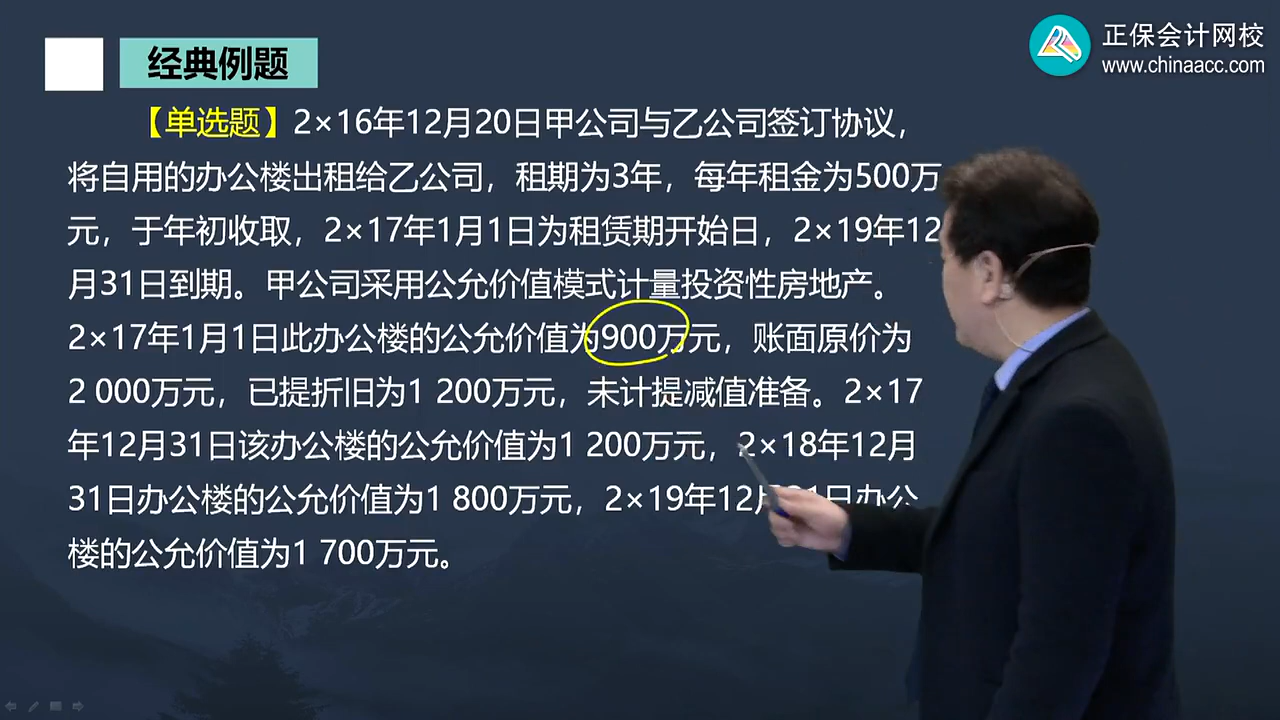 正保会计网校
www.chinaacc.com
经典例题
【单选题】2×16年12月20日甲公司与乙公司签订协议，
将自用的办公楼出租给乙公司，租期为3年，每年租金为500万
元，于年初收取，2×17年1月1日为租赁期开始日，2×19年12
月31日到期。甲公司采用公允价值模式计量投资性房地产。
2×17年1月1日此办公楼的公允价值为900万元，账面原价为
2 000万元，已提折旧为1 200万元，未计提减值准备。2×17
年12月31日该办公楼的公允价值为1 200万元，2×18年12月
31日办公楼的公允价值为1 800万元，2×19年12月31日办公
楼的公允价值为1 700万元。